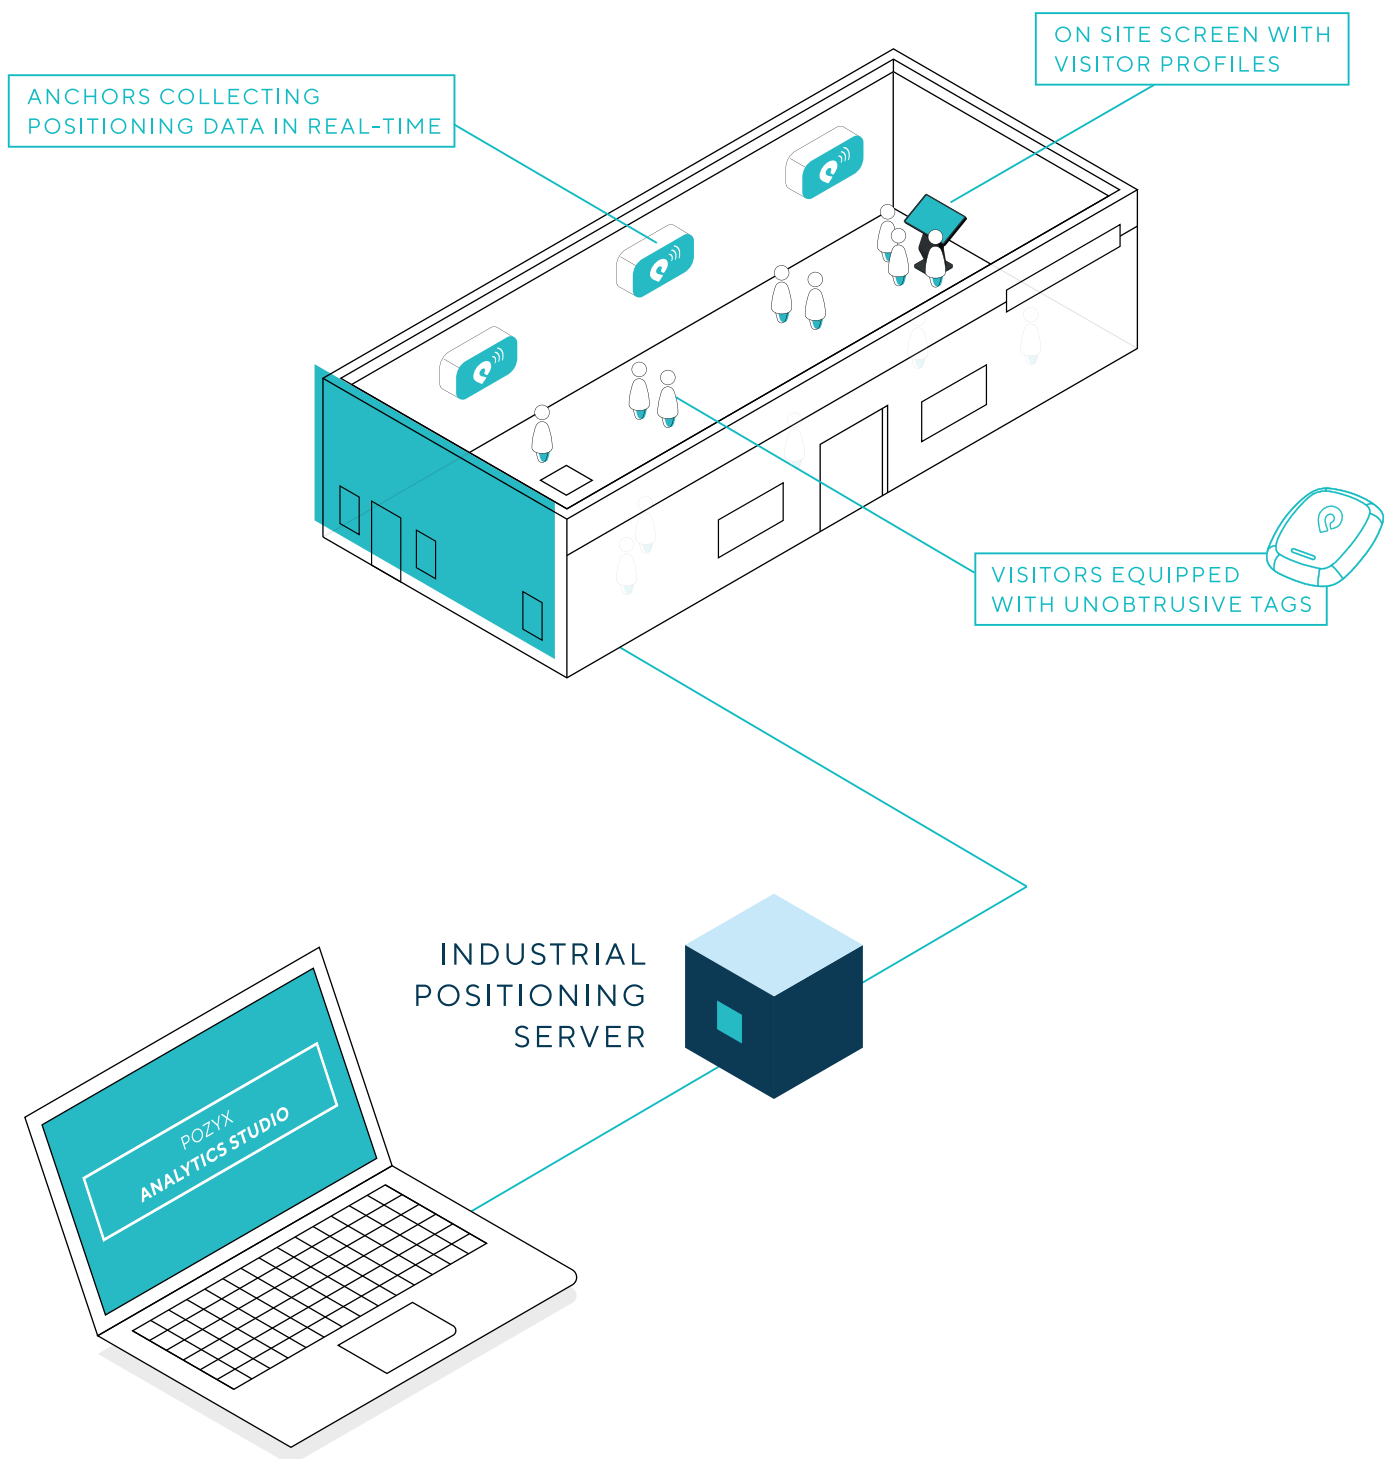 ON SITE SCREEN WITH
VISITOR PROFILES
ANCHORS COLLECTING
POSITIONING DATA IN REAL-TIME
VISITORS EQUIPPED
WITH UNOBTRUSIVE TAGS
INDUSTRIAL
POSITIONING
SERVER
POZYX
ANALYTICS STUDIO